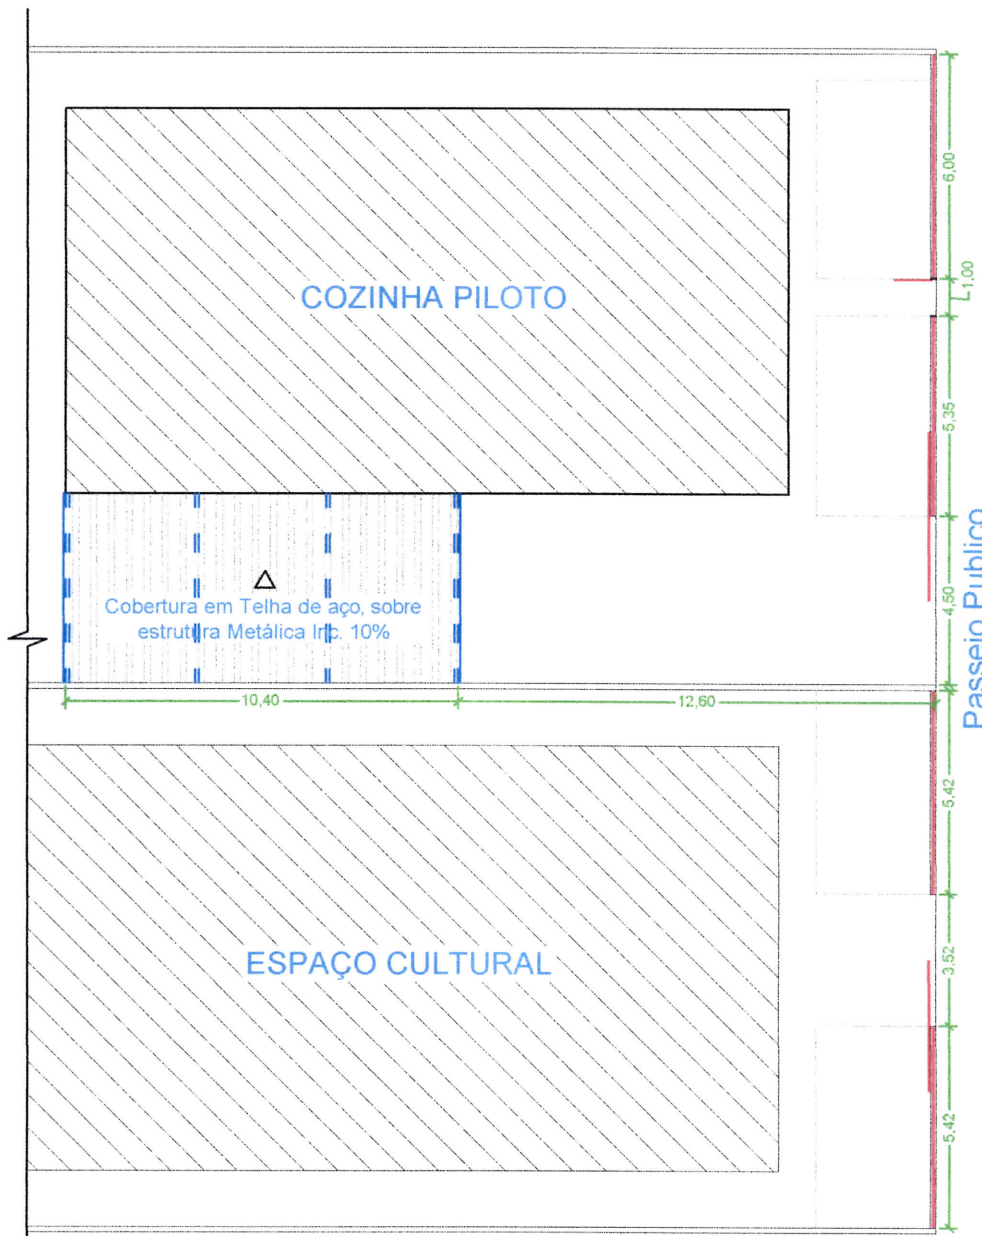 6,00
COZINHA PILOTO
1,00
5,35
Passeio Publico
4,50
Cobertura em Telha de aço, sobre
estrutura Metálica Inc. 10%
10,40
12,60
5,42
ESPAÇO CULTURAL
3,52
5,42